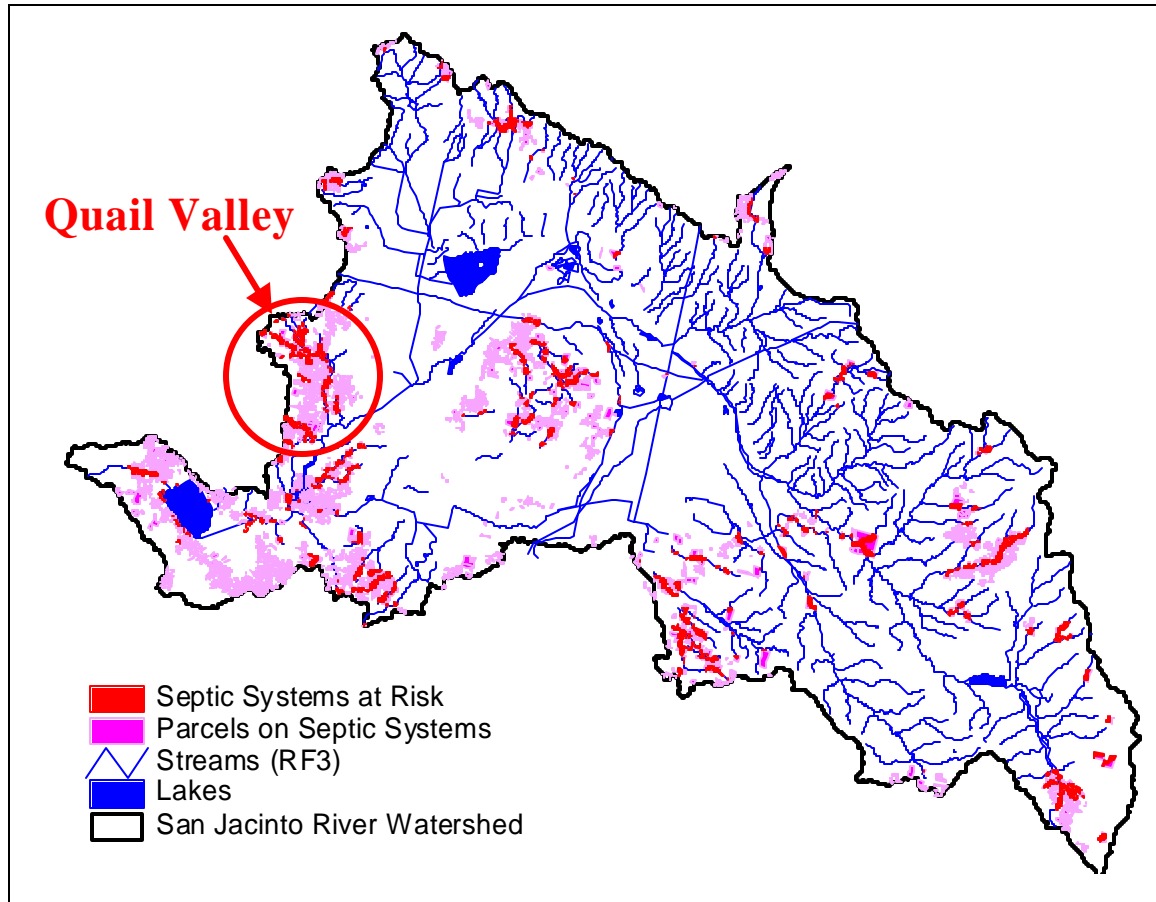 Quail Valley
Septic Systems at Risk
Parcels on Septic Systems
Streams (RF3)
Lakes
San Jacinto River Watershed